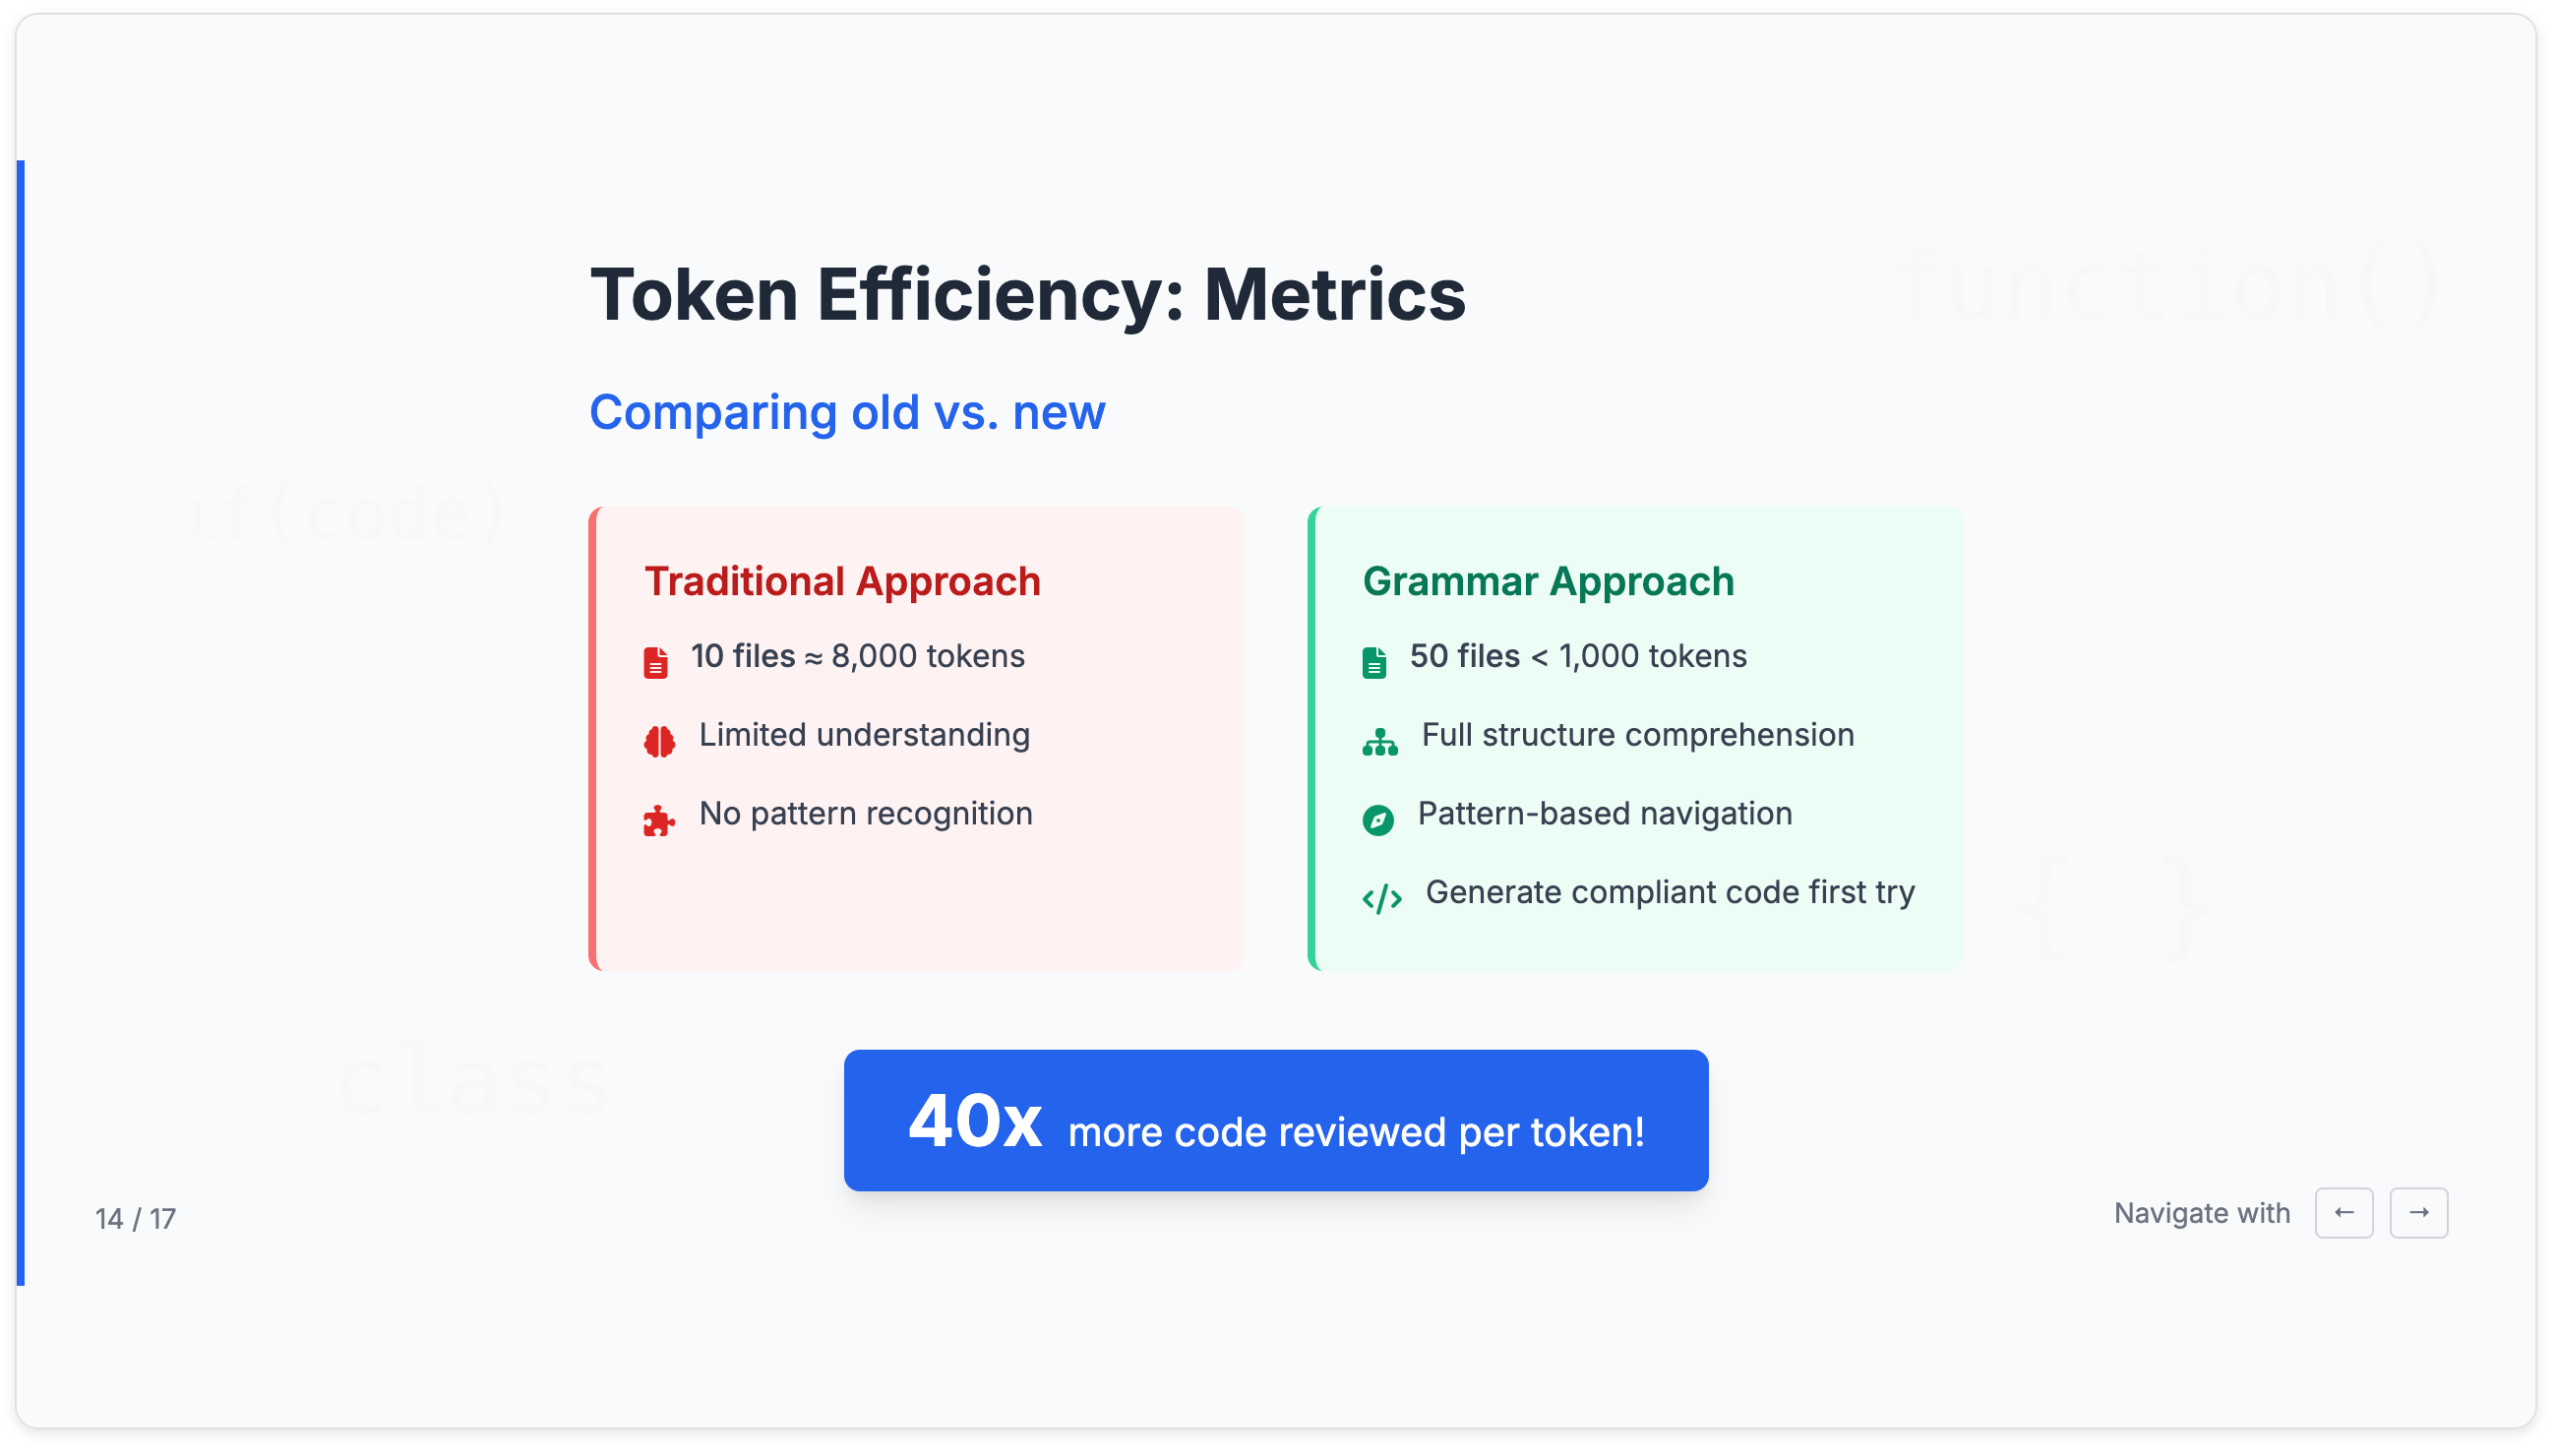 function()
Token Efficiency: Metrics
Comparing old vs. new
if(code)
Traditional Approach
10 files ≈ 8,000 tokens
Limited understanding
No pattern recognition
Grammar Approach
50 files < 1,000 tokens
Full structure comprehension
Pattern-based navigation
</> Generate compliant code first try
{ }
class
40x more code reviewed per token!
14 / 17
Navigate with ← →